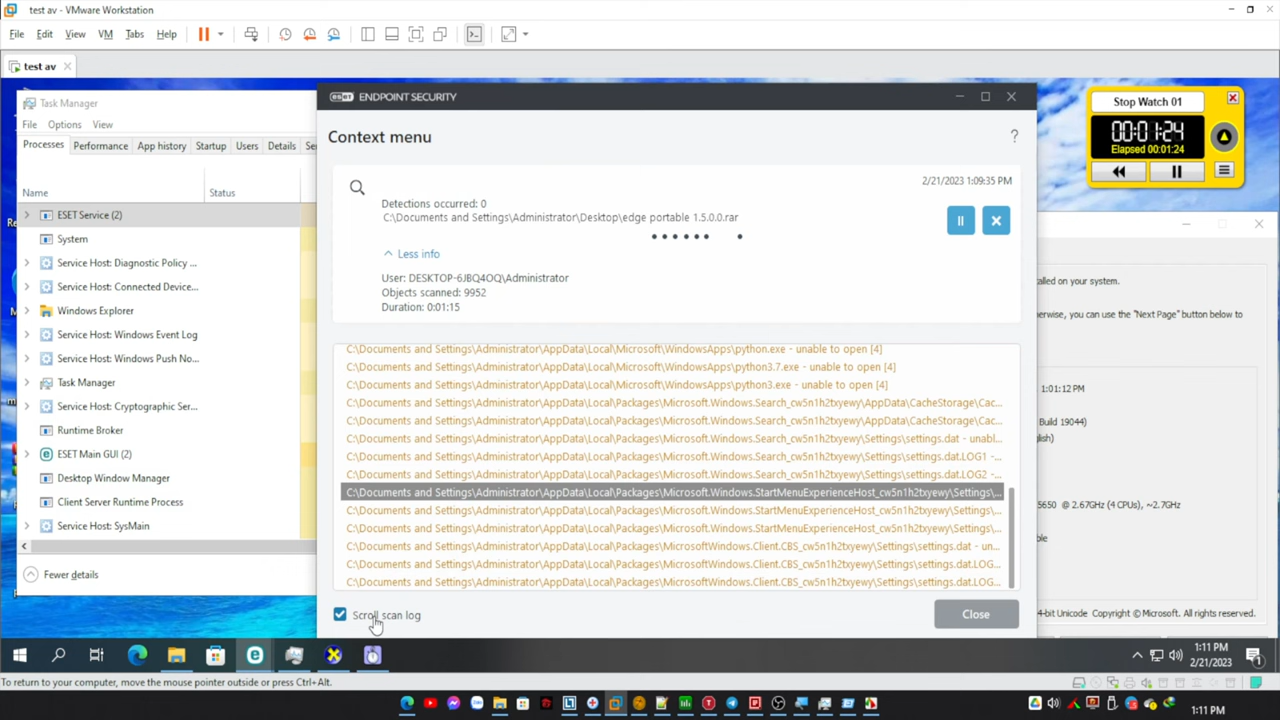 test av - VMware Workstation
File Edit View VM Tabs Help
test av
Task Manager
File Options View
Processes Performance App history Startup Users Details Se
Name Status
ESET Service (2)
System
Service Host: Diagnostic Policy ...
Service Host: Connected Device...
Windows Explorer
Service Host: Windows Event Log
Service Host: Windows Push No...
Task Manager
Service Host: Cryptographic Ser...
Runtime Broker
ESET Main GUI (2)
Desktop Window Manager
Client Server Runtime Process
Service Host: SysMain
Fewer details
eset ENDPOINT SECURITY
Context menu
?
2/21/2023 1:09:35 PM
Detections occurred: 0
C:\Documents and Settings\Administrator\Desktop\edge portable 1.5.0.0.rar
Less info
User: DESKTOP-6JBQ4OQ\Administrator
Objects scanned: 9952
Duration: 0:01:15
C:\Documents and Settings\Administrator\AppData\Local\Microsoft\WindowsApps\python.exe - unable to open [4]
C:\Documents and Settings\Administrator\AppData\Local\Microsoft\WindowsApps\python3.7.exe - unable to open [4]
C:\Documents and Settings\Administrator\AppData\Local\Microsoft\WindowsApps\python3.exe - unable to open [4]
C:\Documents and Settings\Administrator\AppData\Local\Packages\Microsoft.Windows.Search_cw5n1h2txyewy\AppData\CacheStorage\Cac...
C:\Documents and Settings\Administrator\AppData\Local\Packages\Microsoft.Windows.Search_cw5n1h2txyewy\AppData\CacheStorage\Cac...
C:\Documents and Settings\Administrator\AppData\Local\Packages\Microsoft.Windows.Search_cw5n1h2txyewy\Settings\settings.dat - unabl...
C:\Documents and Settings\Administrator\AppData\Local\Packages\Microsoft.Windows.Search_cw5n1h2txyewy\Settings\settings.dat.LOG1 -...
C:\Documents and Settings\Administrator\AppData\Local\Packages\Microsoft.Windows.Search_cw5n1h2txyewy\Settings\settings.dat.LOG2 -...
C:\Documents and Settings\Administrator\AppData\Local\Packages\Microsoft.Windows.StartMenuExperienceHost_cw5n1h2txyewy\Settings\...
C:\Documents and Settings\Administrator\AppData\Local\Packages\Microsoft.Windows.StartMenuExperienceHost_cw5n1h2txyewy\Settings\...
C:\Documents and Settings\Administrator\AppData\Local\Packages\Microsoft.Windows.StartMenuExperienceHost_cw5n1h2txyewy\Settings\...
C:\Documents and Settings\Administrator\AppData\Local\Packages\MicrosoftWindows.Client.CBS_cw5n1h2txyewy\Settings\settings.dat - un...
C:\Documents and Settings\Administrator\AppData\Local\Packages\MicrosoftWindows.Client.CBS_cw5n1h2txyewy\Settings\settings.dat.LOG...
C:\Documents and Settings\Administrator\AppData\Local\Packages\MicrosoftWindows.Client.CBS_cw5n1h2txyewy\Settings\settings.dat.LOG...
Scroll scan log
Close
Stop Watch 01
00:01:24
Elapsed 00:01:24
alled on your system.
herwise, you can use the "Next Page" button below to
1:01:12 PM
Build 19044)
lish)
5650 @ 2.67GHz (4 CPUs), ~2.7GHz
ble
4-bit Unicode Copyright © Microsoft. All rights reserved.
1:11 PM
2/21/2023
1
To return to your computer, move the mouse pointer outside or press Ctrl+Alt.
1:11 PM